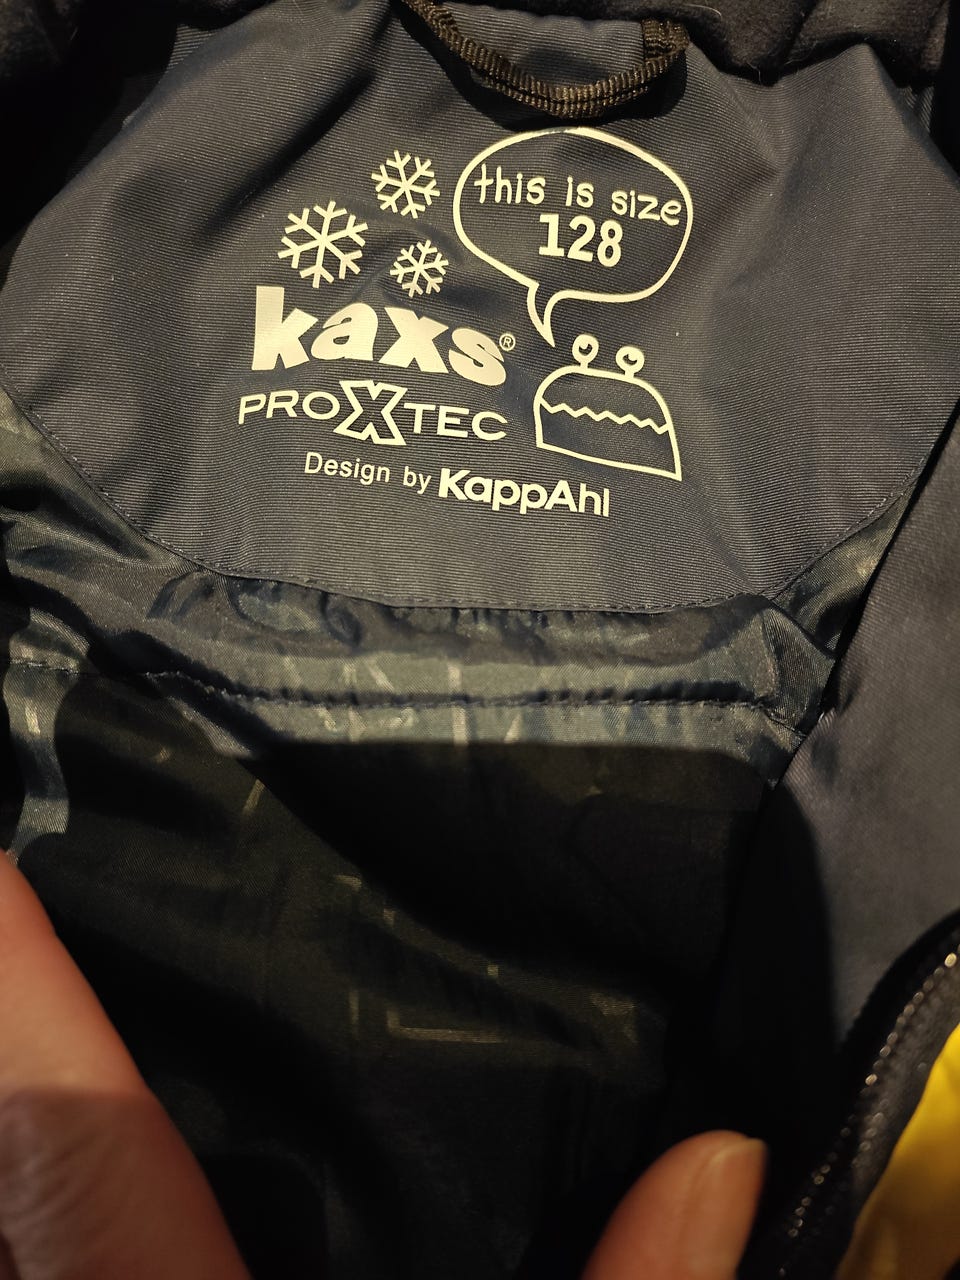 this is size
128
kaxs®
PROXTEC
Design by KappAhl